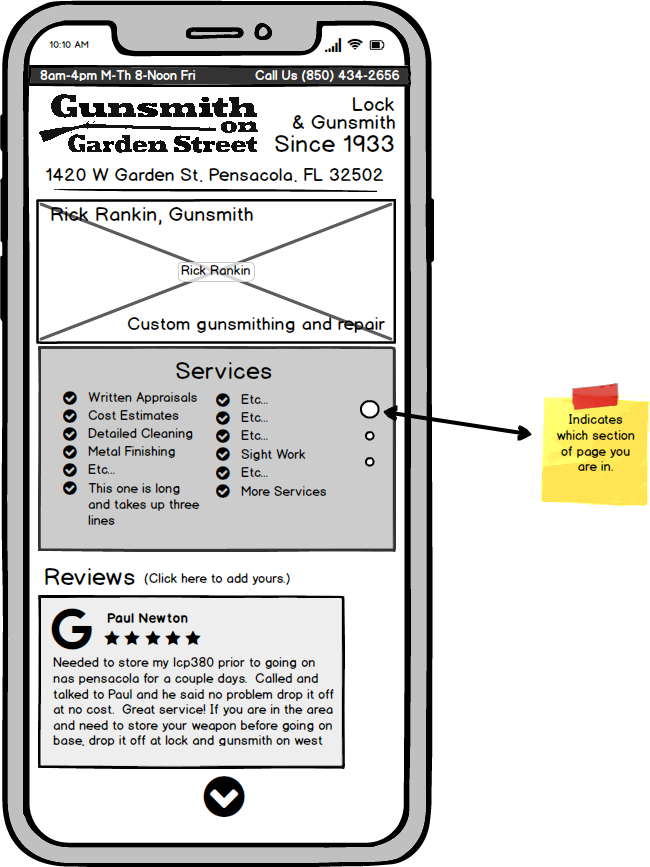 10:10 AM
8am-4pm M-Th 8-Noon Fri Call Us (850) 434-2656
Gunsmith
on
Garden Street
Lock
& Gunsmith
Since 1933
1420 W Garden St. Pensacola. FL 32502
Rick Rankin, Gunsmith
Rick Rankin
Custom gunsmithing and repair
Services
Written Appraisals
Cost Estimates
Detailed Cleaning
Metal Finishing
Etc...
This one is long
and takes up three
lines
Etc...
Etc...
Etc...
Sight Work
Etc...
More Services
Indicates
which section
of page you
are in.
Reviews (Click here to add yours.)
G
Paul Newton
Needed to store my lcp380 prior to going on
nas pensacola for a couple days. Called and
talked to Paul and he said no problem drop it off
at no cost. Great service! If you are in the area
and need to store your weapon before going on
base, drop it off at lock and gunsmith on west